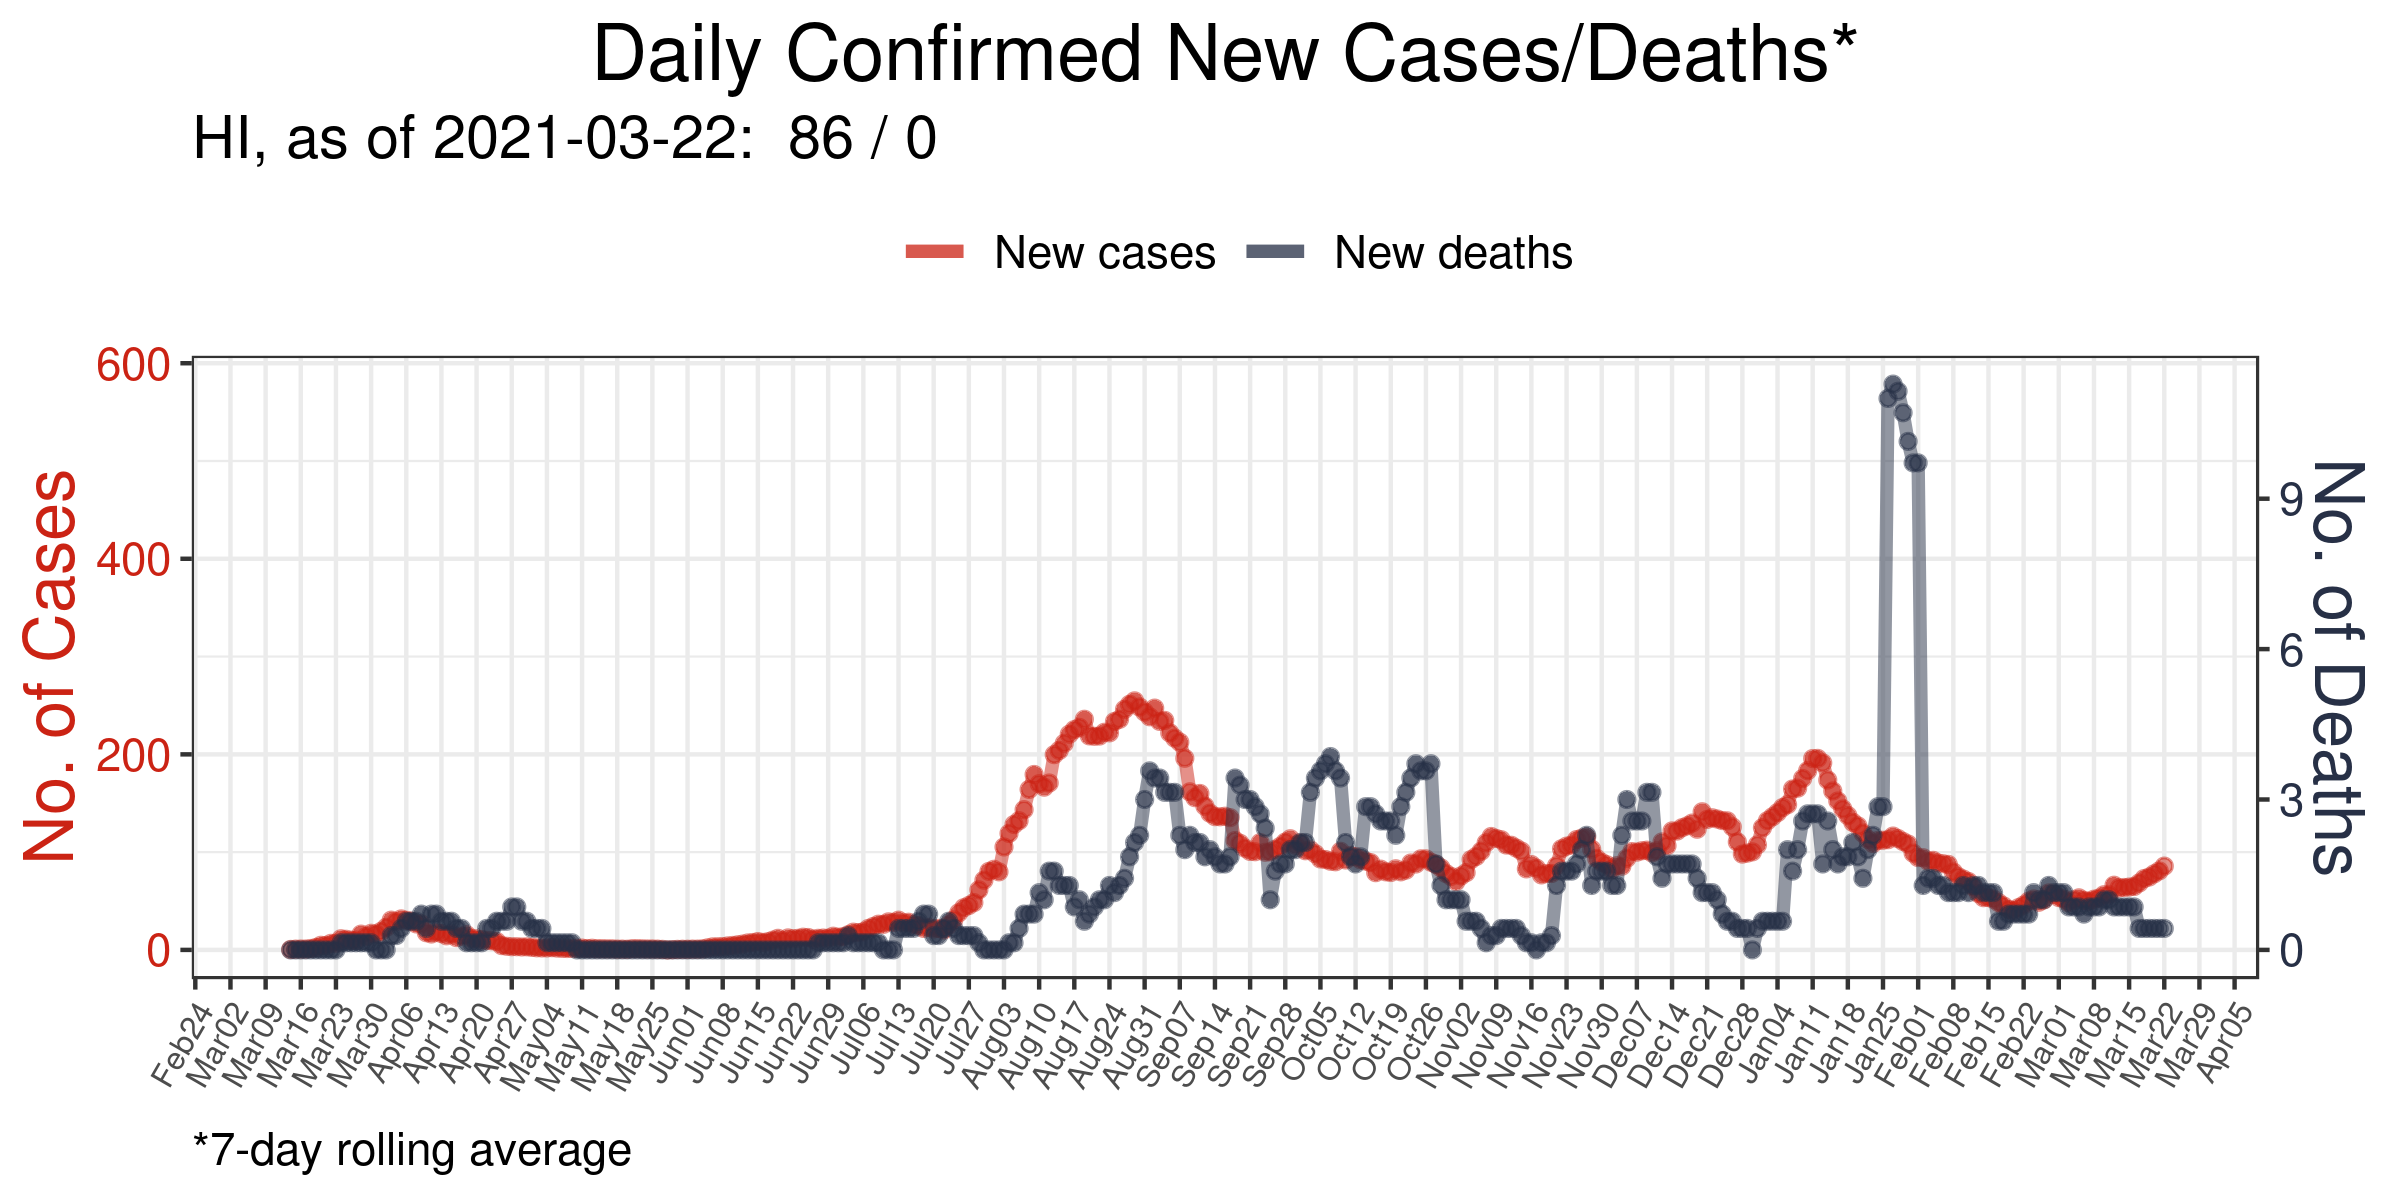 Daily Confirmed New Cases/Deaths*
HI, as of 2021-03-22:  86 / 0
New cases
New deaths
No. of Cases
600
400
200
0
No. of Deaths
9
6
3
0
Feb24
Mar02
Mar09
Mar16
Mar23
Mar30
Apr06
Apr13
Apr20
Apr27
May04
May11
May18
May25
Jun01
Jun08
Jun15
Jun22
Jun29
Jul06
Jul13
Jul20
Jul27
Aug03
Aug10
Aug17
Aug24
Aug31
Sep07
Sep14
Sep21
Sep28
Oct05
Oct12
Oct19
Oct26
Nov02
Nov09
Nov16
Nov23
Nov30
Dec07
Dec14
Dec21
Dec28
Jan04
Jan11
Jan18
Jan25
Feb01
Feb08
Feb15
Feb22
Mar01
Mar08
Mar15
Mar22
Mar29
Apr05
*7-day rolling average